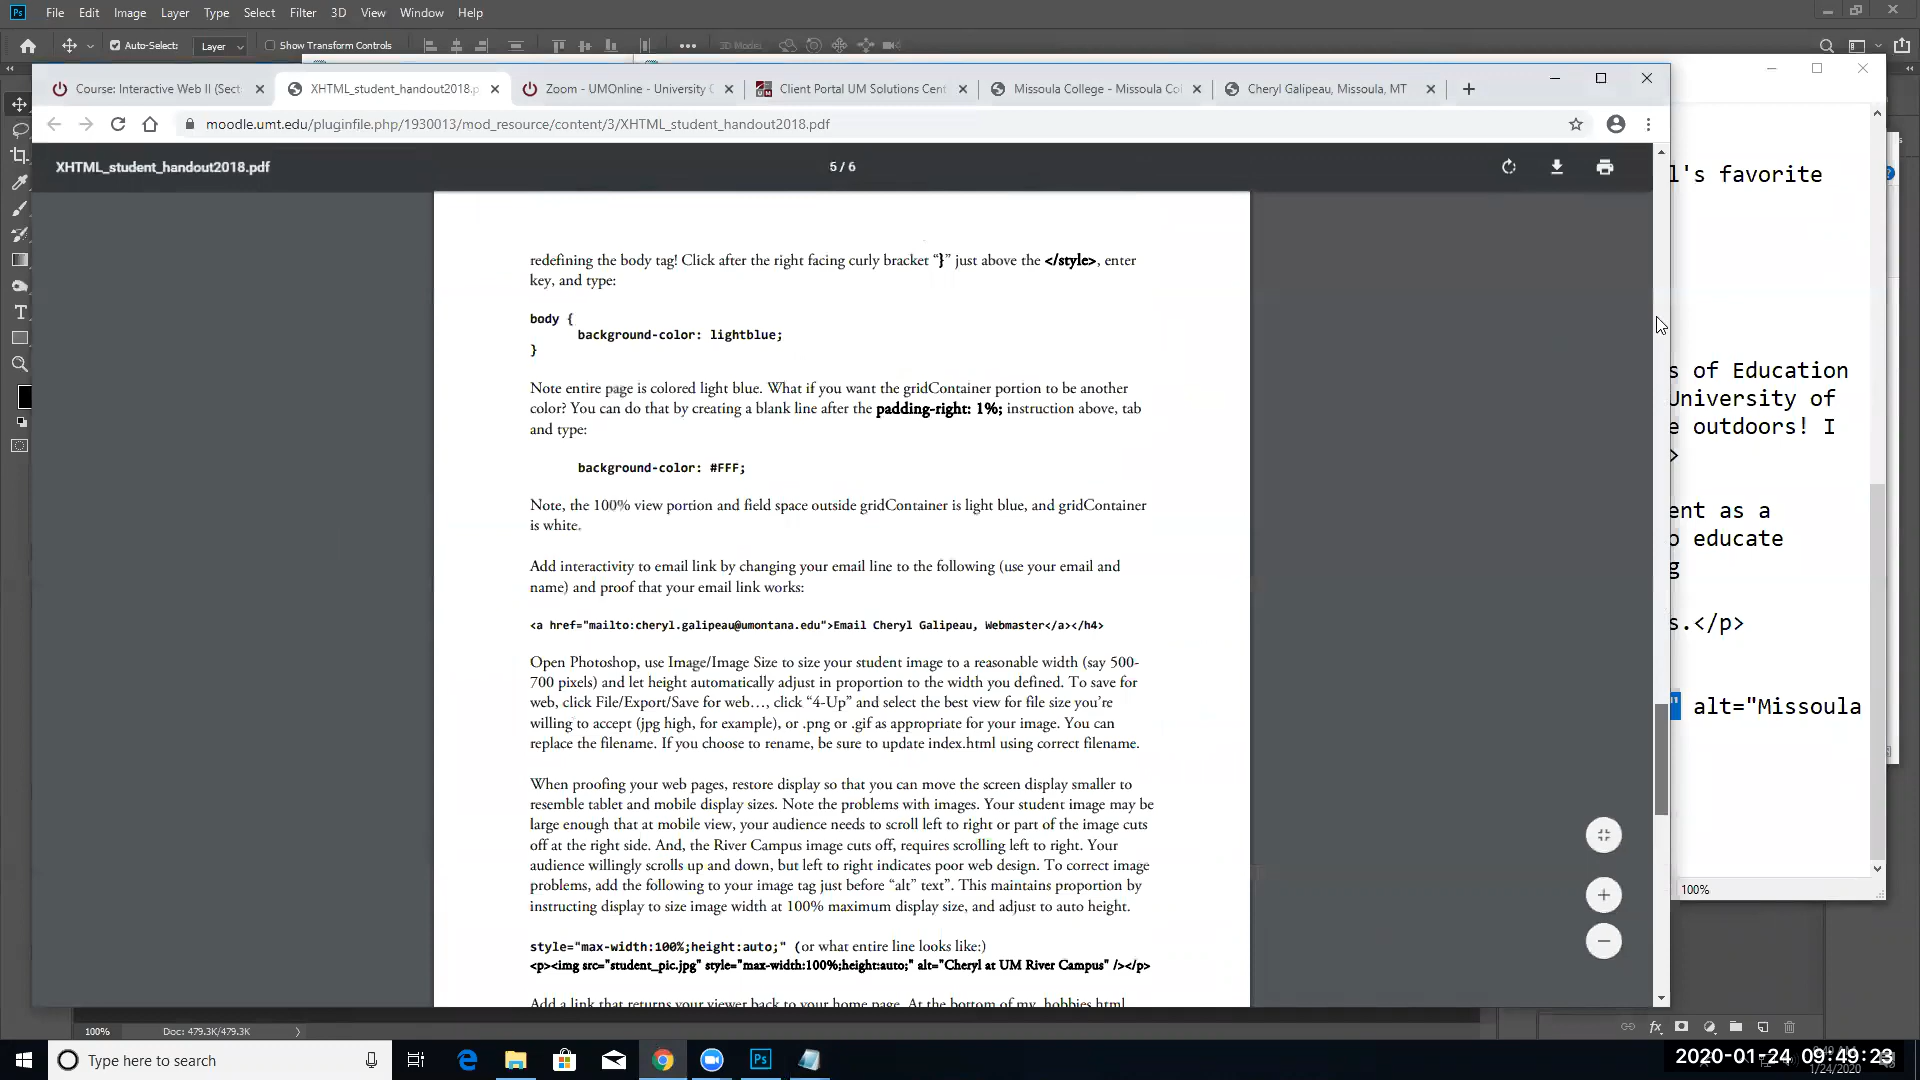 Ps File Edit Image Layer Type Select Filter 3D View Window Help
Auto-Select: Layer Show Transform Controls 3D Mode:
Course: Interactive Web II (Sect XHTML_student_handout2018.p Zoom - UMOnline - University Client Portal UM Solutions Cent Missoula College - Missoula Co Cheryl Galipeau, Missoula, MT
moodle.umt.edu/pluginfile.php/1930013/mod_resource/content/3/XHTML_student_handout2018.pdf
XHTML_student_handout2018.pdf 5 / 6
redefining the body tag! Click after the right facing curly bracket “}” just above the </style>, enter
key, and type:
body {
background-color: lightblue;
}
Note entire page is colored light blue. What if you want the gridContainer portion to be another
color? You can do that by creating a blank line after the padding-right: 1%; instruction above, tab
and type:
background-color: #FFF;
Note, the 100% view portion and field space outside gridContainer is light blue, and gridContainer
is white.
Add interactivity to email link by changing your email line to the following (use your email and
name) and proof that your email link works:
<a href="mailto:cheryl.galipeau@umontana.edu">Email Cheryl Galipeau, Webmaster</a></h4>
Open Photoshop, use Image/Image Size to size your student image to a reasonable width (say 500-
700 pixels) and let height automatically adjust in proportion to the width you defined. To save for
web, click File/Export/Save for web…, click “4-Up” and select the best view for file size you’re
willing to accept (jpg high, for example), or .png or .gif as appropriate for your image. You can
replace the filename. If you choose to rename, be sure to update index.html using correct filename.
When proofing your web pages, restore display so that you can move the screen display smaller to
resemble tablet and mobile display sizes. Note the problems with images. Your student image may be
large enough that at mobile view, your audience needs to scroll left to right or part of the image cuts
off at the right side. And, the River Campus image cuts off, requires scrolling left to right. Your
audience willingly scrolls up and down, but left to right indicates poor web design. To correct image
problems, add the following to your image tag just before “alt” text”. This maintains proportion by
instructing display to size image width at 100% maximum display size, and adjust to auto height.
style="max-width:100%;height:auto;" (or what entire line looks like:)
<p><img src="student_pic.jpg" style="max-width:100%;height:auto;" alt="Cheryl at UM River Campus" /></p>
Add a link that returns your viewer back to your home page. At the bottom of my_hobbies.html
l's favorite
s of Education
University of
e outdoors! I
>
ent as a
o educate
g
s.</p>
" alt="Missoula
100%
100% Doc: 479.3K/479.3K
Type here to search
2020-01-24 09:49:23
1/24/2020